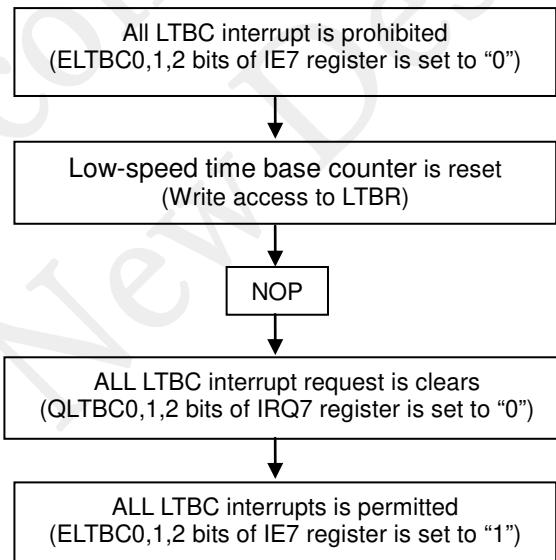 All LTBC interrupt is prohibited
(ELTBC0,1,2 bits of IE7 register is set to “0”)
Low-speed time base counter is reset
(Write access to LTBR)
NOP
ALL LTBC interrupt request is clears
(QLTBC0,1,2 bits of IRQ7 register is set to “0”)
ALL LTBC interrupts is permitted
(ELTBC0,1,2 bits of IE7 register is set to “1”)